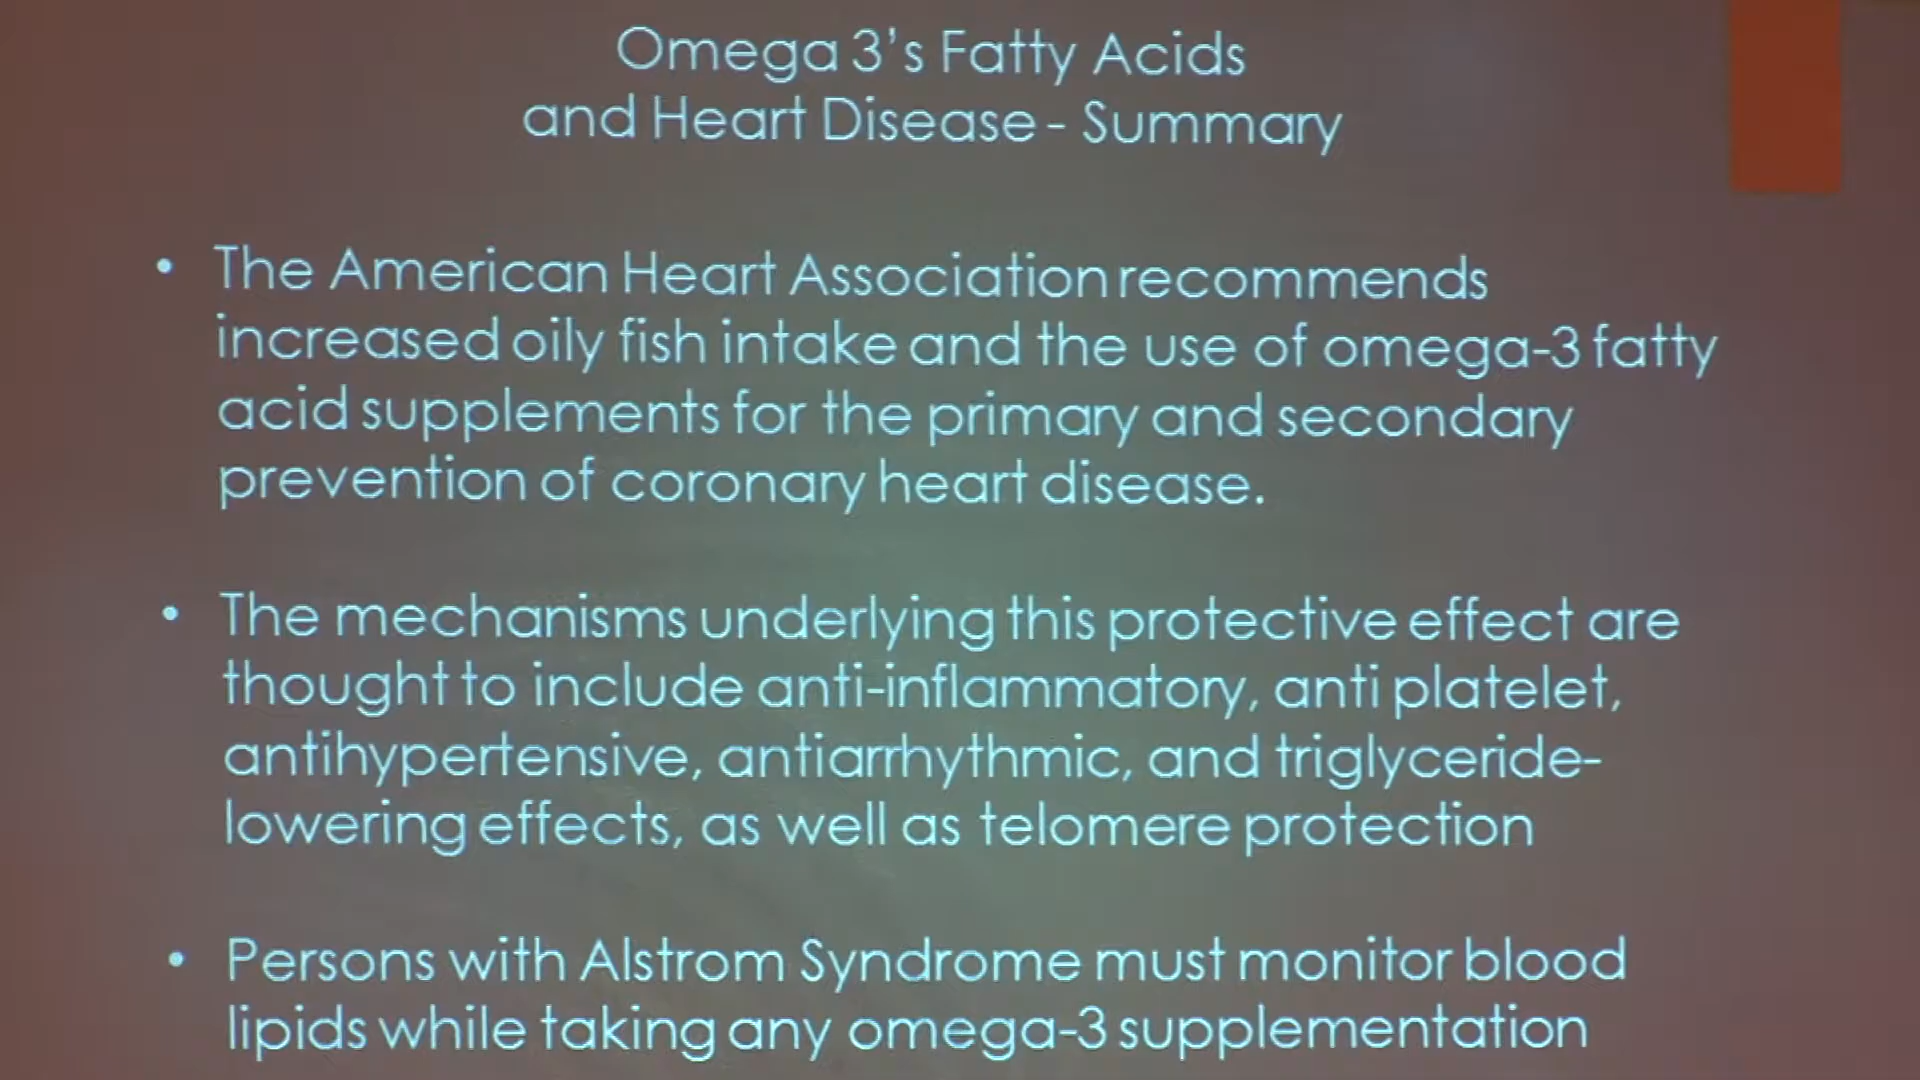 Omega 3's Fatty Acids
and Heart Disease - Summary
• The American Heart Association recommends
increased oily fish intake and the use of omega-3 fatty
acid supplements for the primary and secondary
prevention of coronary heart disease.
• The mechanisms underlying this protective effect are
thought to include anti-inflammatory, anti platelet,
antihypertensive, antiarrhythmic, and triglyceride-
lowering effects, as well as telomere protection
• Persons with Alstrom Syndrome must monitor blood
lipids while taking any omega-3 supplementation